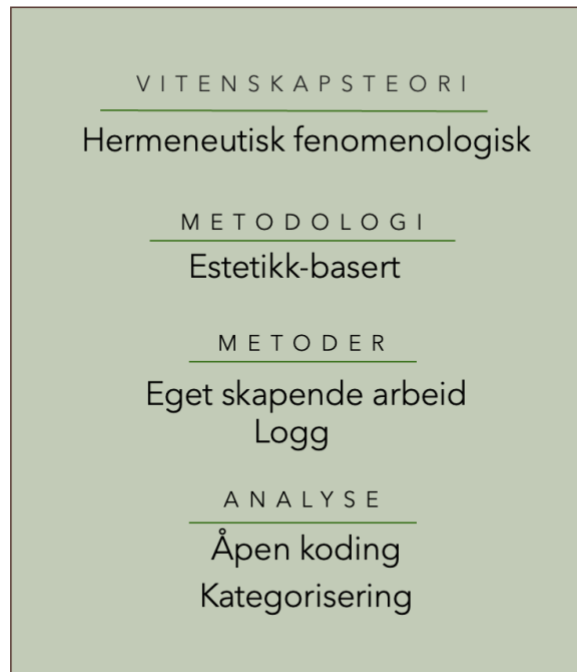 VITENSKAPSTEORI
Hermeneutisk fenomenologisk
METODOLOGI
Estetikk-basert
METODER
Eget skapende arbeid
Logg
ANALYSE
Åpen koding
Kategorisering